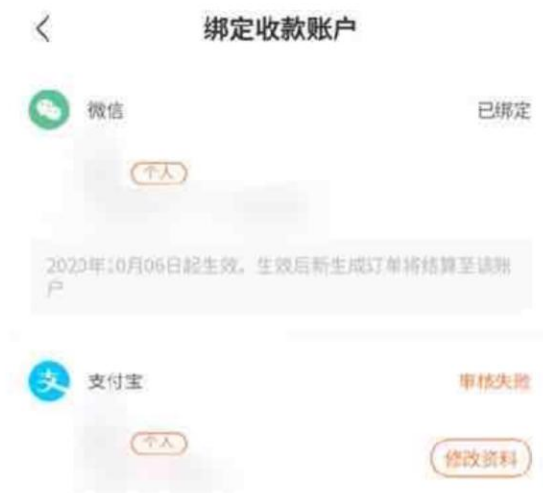 绑定收款账户
微信 已绑定
个人
2020年10月06日起生效。生效后新生成订单将结算至该账
户
支付宝 审核失败
个人
修改资料